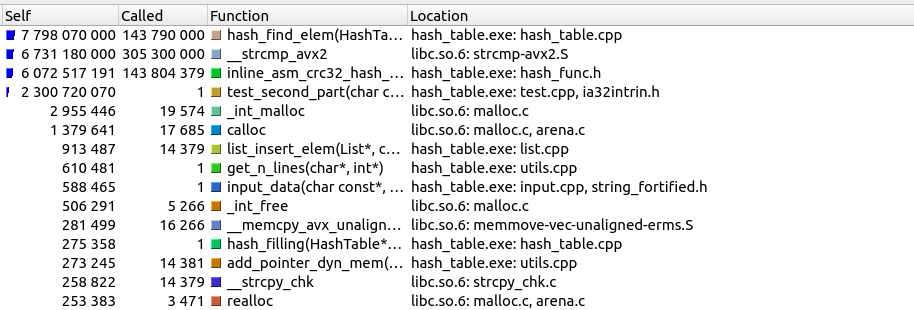 Self Called Function Location
7 798 070 000 143 790 000 hash_find_elem(HashTa... hash_table.exe: hash_table.cpp
6 731 180 000 305 300 000 __strcmp_avx2 libc.so.6: strcmp-avx2.S
6 072 517 191 143 804 379 inline_asm_crc32_hash_... hash_table.exe: hash_func.h
2 300 720 070 1 test_second_part(char c... hash_table.exe: test.cpp, ia32intrin.h
2 955 446 19 574 _int_malloc libc.so.6: malloc.c
1 379 641 17 685 calloc libc.so.6: malloc.c, arena.c
913 487 14 379 list_insert_elem(List*, c... hash_table.exe: list.cpp
610 481 1 get_n_lines(char*, int*) hash_table.exe: utils.cpp
588 465 1 input_data(char const*, ... hash_table.exe: input.cpp, string_fortified.h
506 291 5 266 _int_free libc.so.6: malloc.c
281 499 16 266 __memcpy_avx_unalign... libc.so.6: memmove-vec-unaligned-erms.S
275 358 1 hash_filling(HashTable*... hash_table.exe: hash_table.cpp
273 245 14 381 add_pointer_dyn_mem(... hash_table.exe: utils.cpp
258 822 14 379 __strcpy_chk libc.so.6: strcpy_chk.c
253 383 3 471 realloc libc.so.6: malloc.c, arena.c